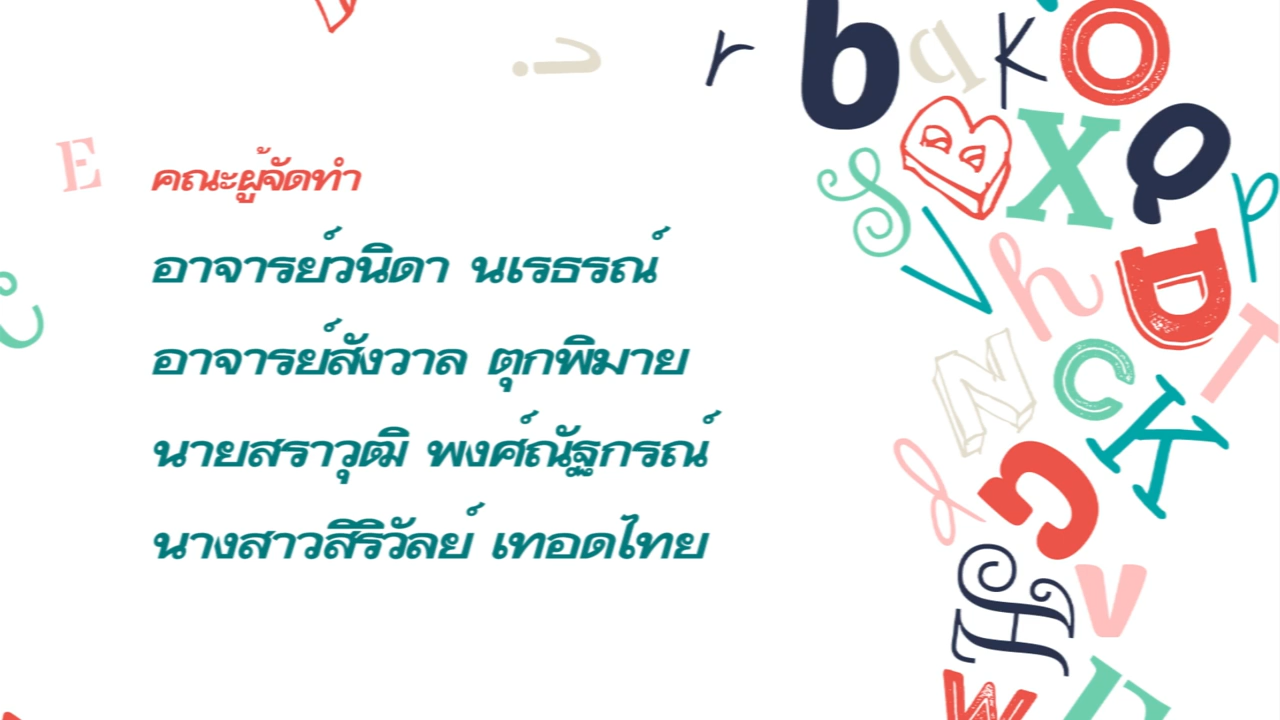 คณะผู้จัดทำ
อาจารย์วนิดา นเรธรณ์
อาจารย์สังวาล ตุกพิมาย
นายสราวุฒิ พงศ์ณัฐกรณ์
นางสาวสิริวัลย์ เทอดไทย